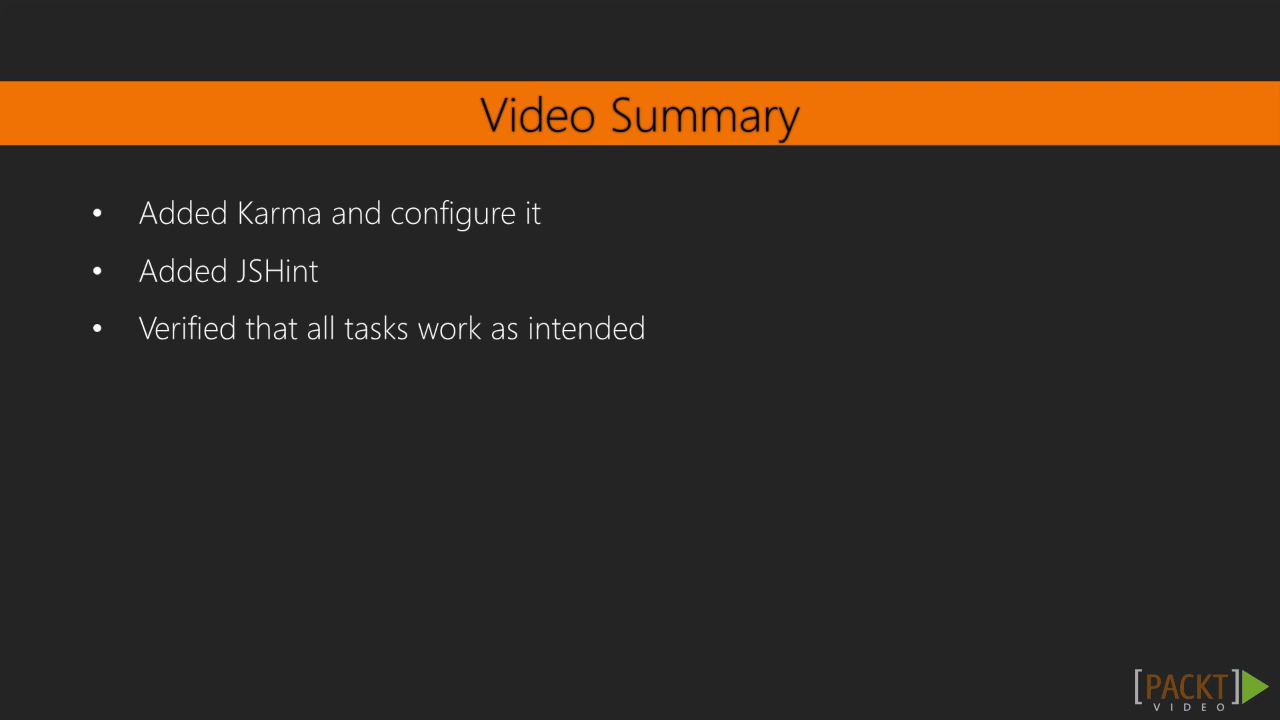 Video Summary
• Added Karma and configure it
• Added JSHint
• Verified that all tasks work as intended
[PACKT]
VIDEO